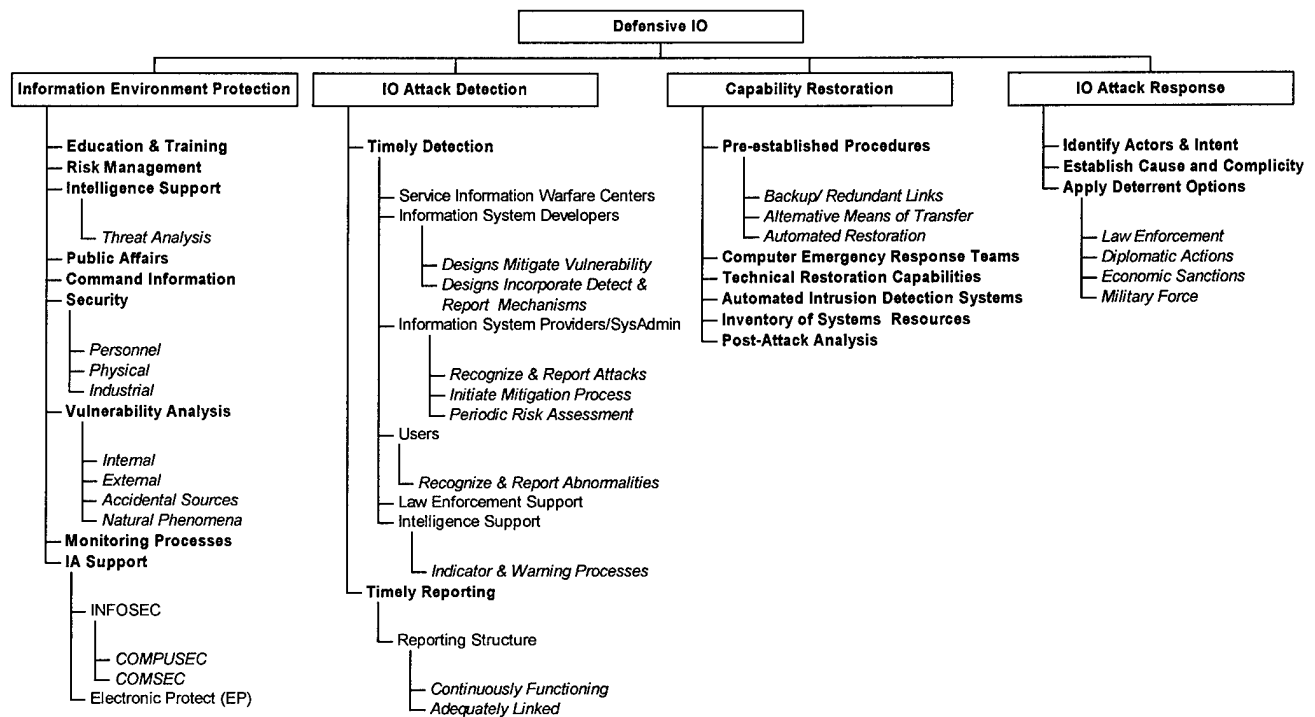 Defensive IO
Information Environment Protection
Education & Training
Risk Management
Intelligence Support
Threat Analysis
Public Affairs
Command Information
Security
Personnel
Physical
Industrial
Vulnerability Analysis
Internal
External
Accidental Sources
Natural Phenomena
Monitoring Processes
IA Support
INFOSEC
COMPUSEC
COMSEC
Electronic Protect (EP)
IO Attack Detection
Timely Detection
Service Information Warfare Centers
Information System Developers
Designs Mitigate Vulnerability
Designs Incorporate Detect &
Report Mechanisms
Information System Providers/SysAdmin
Recognize & Report Attacks
Initiate Mitigation Process
Periodic Risk Assessment
Users
Recognize & Report Abnormalities
Law Enforcement Support
Intelligence Support
Indicator & Warning Processes
Timely Reporting
Reporting Structure
Continuously Functioning
Adequately Linked
Capability Restoration
Pre-established Procedures
Backup/ Redundant Links
Alternative Means of Transfer
Automated Restoration
Computer Emergency Response Teams
Technical Restoration Capabilities
Automated Intrusion Detection Systems
Inventory of Systems Resources
Post-Attack Analysis
IO Attack Response
Identify Actors & Intent
Establish Cause and Complicity
Apply Deterrent Options
Law Enforcement
Diplomatic Actions
Economic Sanctions
Military Force